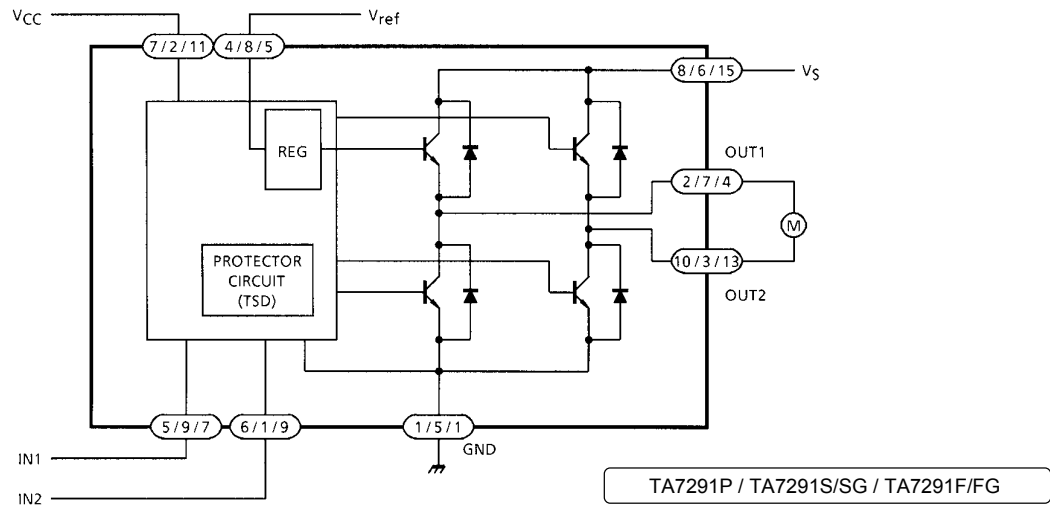 VCC
Vref
7/2/11
4/8/5
8/6/15
VS
REG
OUT1
2/7/4
M
PROTECTOR
CIRCUIT
(TSD)
10/3/13
OUT2
5/9/7
6/1/9
1/5/1
GND
IN1
IN2
TA7291P / TA7291S/SG / TA7291F/FG